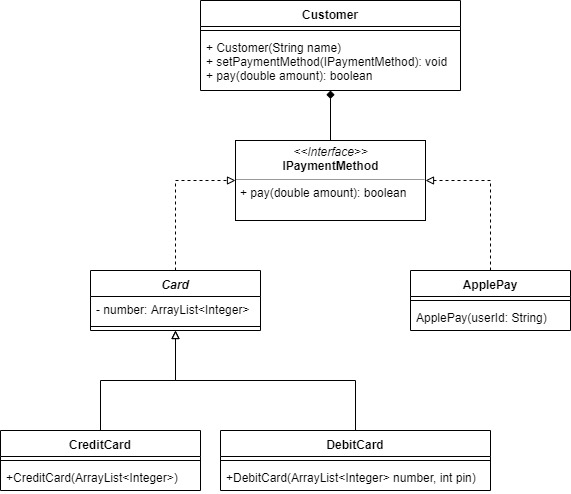 Customer
+ Customer(String name)
+ setPaymentMethod(IPaymentMethod): void
+ pay(double amount): boolean
<<Interface>>
IPaymentMethod
+ pay(double amount): boolean
Card
- number: ArrayList<Integer>
ApplePay
ApplePay(userId: String)
CreditCard
+CreditCard(ArrayList<Integer>)
DebitCard
+DebitCard(ArrayList<Integer> number, int pin)